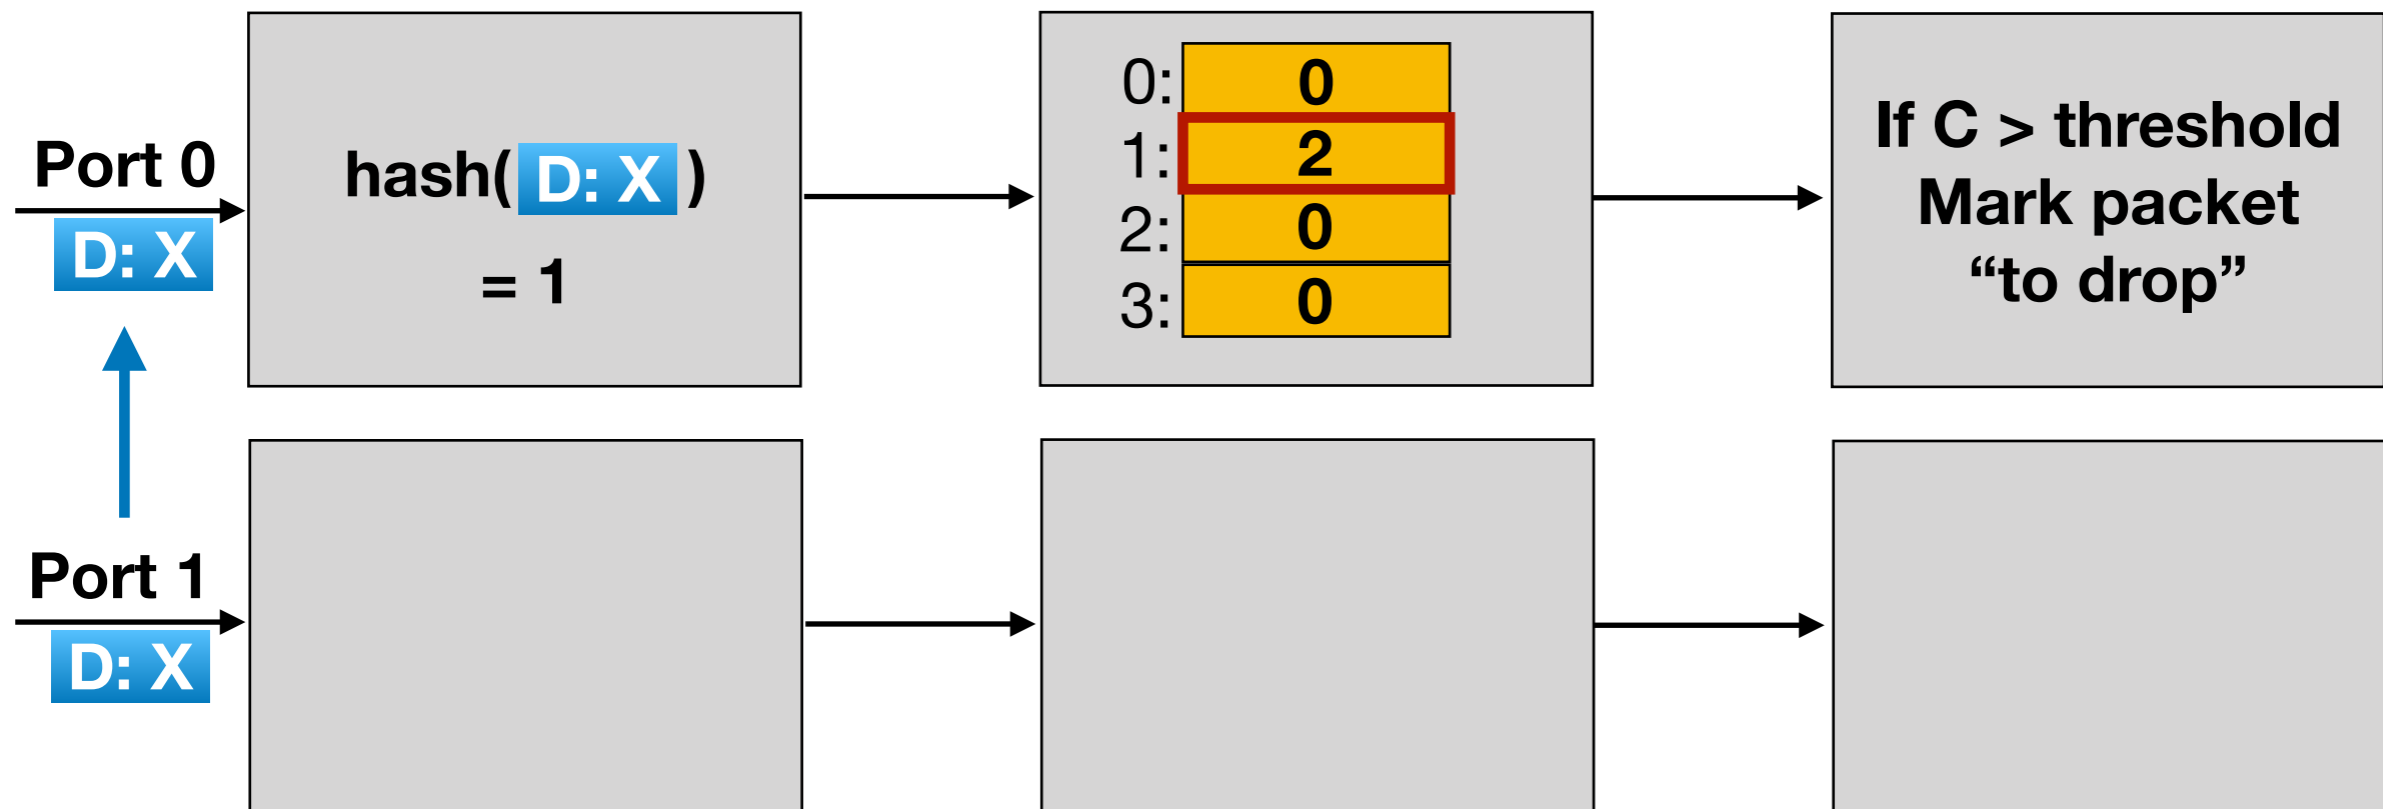 Port 0
D: X
hash( D: X )
= 1
0: 0
1: 2
2: 0
3: 0
If C > threshold
Mark packet
“to drop”
Port 1
D: X